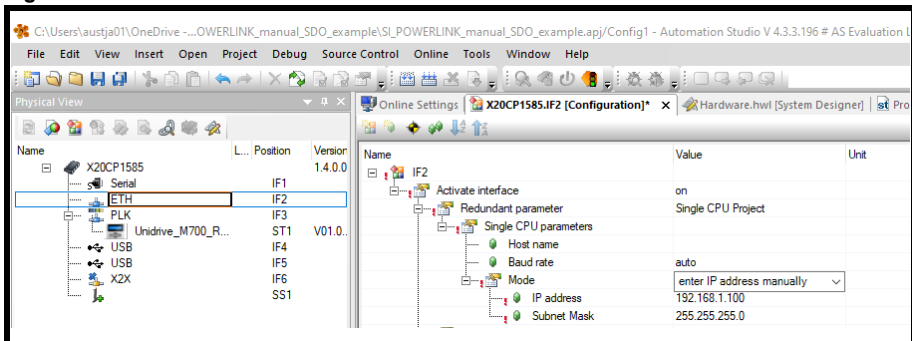 C:\Users\austja01\OneDrive -...OWERLINK_manual_SDO_example\SI_POWERLINK_manual_SDO_example.apj/Config1 - Automation Studio V 4.3.3.196 # AS Evaluation L
File Edit View Insert Open Project Debug Source Control Online Tools Window Help
Physical View
Online Settings X20CP1585.IF2 [Configuration]* Hardware.hwl [System Designer] Pro
Name L... Position Version
X20CP1585 1.4.0.0
Serial IF1
ETH IF2
PLK IF3
Unidrive_M700_R... ST1 V01.0..
USB IF4
USB IF5
X2X IF6
SS1
Name Value Unit
IF2
Activate interface on
Redundant parameter Single CPU Project
Single CPU parameters
Host name
Baud rate auto
Mode enter IP address manually
IP address 192.168.1.100
Subnet Mask 255.255.255.0